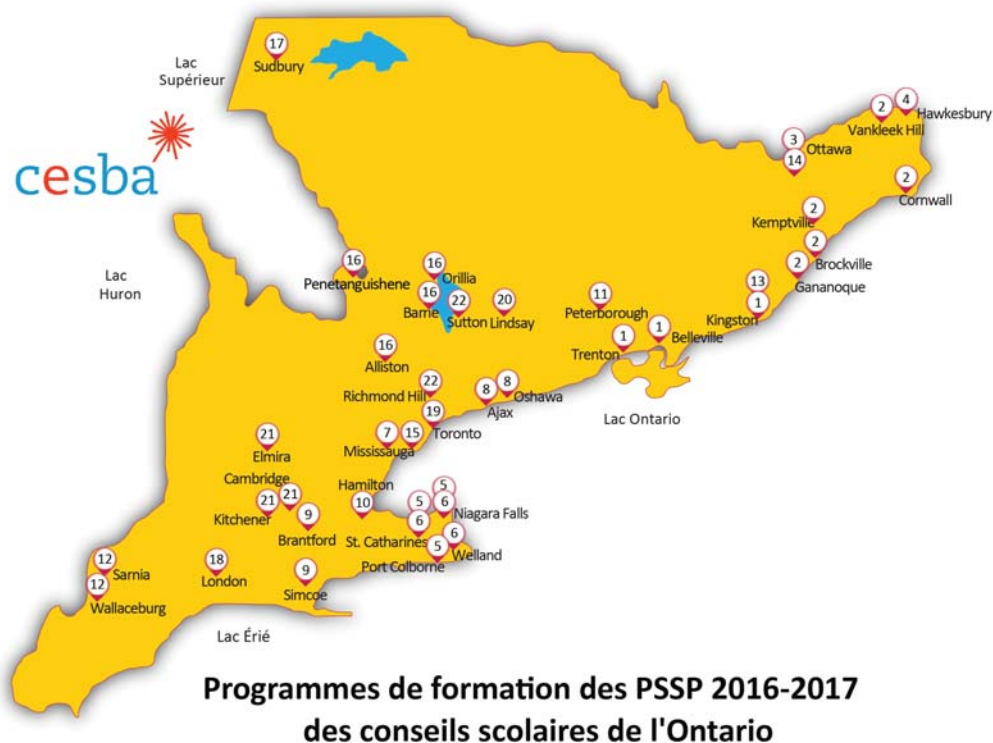 17
Sudbury
Lac
Supérieur
cesba
2
4
Hawkesbury
Vankleek Hill
3
Ottawa
14
2
Cornwall
2
Kemptville
2
Brockville
2
Gananoque
Lac
Huron
16
Penetanguishene
16
Orillia
16
Barrie
22
Sutton
20
Lindsay
11
Peterborough
13
1
Kingston
1
Trenton
1
Belleville
16
Alliston
22
Richmond Hill
8
Ajax
8
Oshawa
Lac Ontario
19
Toronto
7
15
Mississauga
21
Elmira
Cambridge
21
21
Kitchener
9
Brantford
Hamilton
10
5
6
Niagara Falls
5
6
St. Catharines
6
Welland
5
Port Colborne
12
Sarnia
12
Wallaceburg
18
London
9
Simcoe
Lac Érié
Programmes de formation des PSSP 2016-2017
des conseils scolaires de l'Ontario